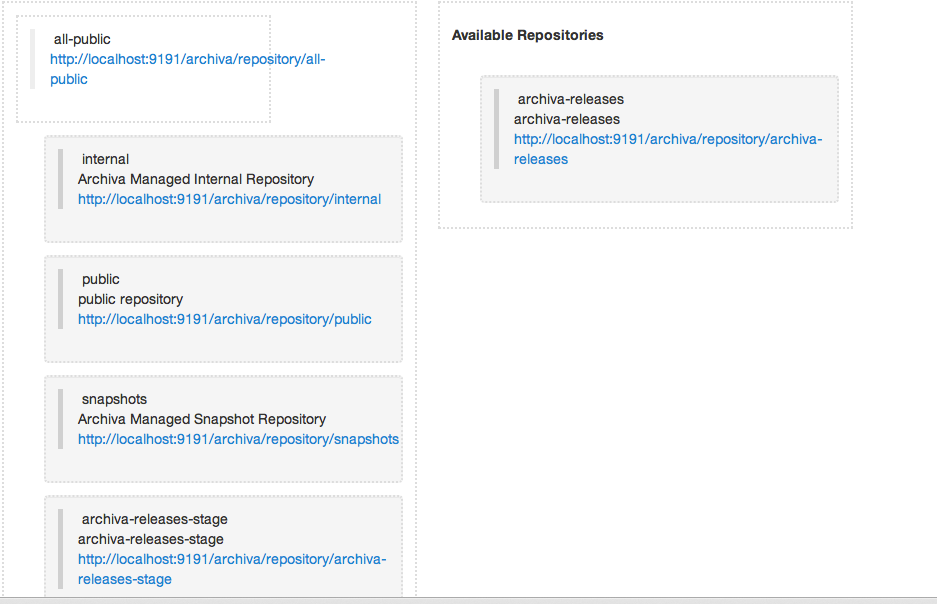 all-public
http://localhost:9191/archiva/repository/all-
public
internal
Archiva Managed Internal Repository
http://localhost:9191/archiva/repository/internal
public
public repository
http://localhost:9191/archiva/repository/public
snapshots
Archiva Managed Snapshot Repository
http://localhost:9191/archiva/repository/snapshots
archiva-releases-stage
archiva-releases-stage
http://localhost:9191/archiva/repository/archiva-
releases-stage
Available Repositories
archiva-releases
archiva-releases
http://localhost:9191/archiva/repository/archiva-
releases